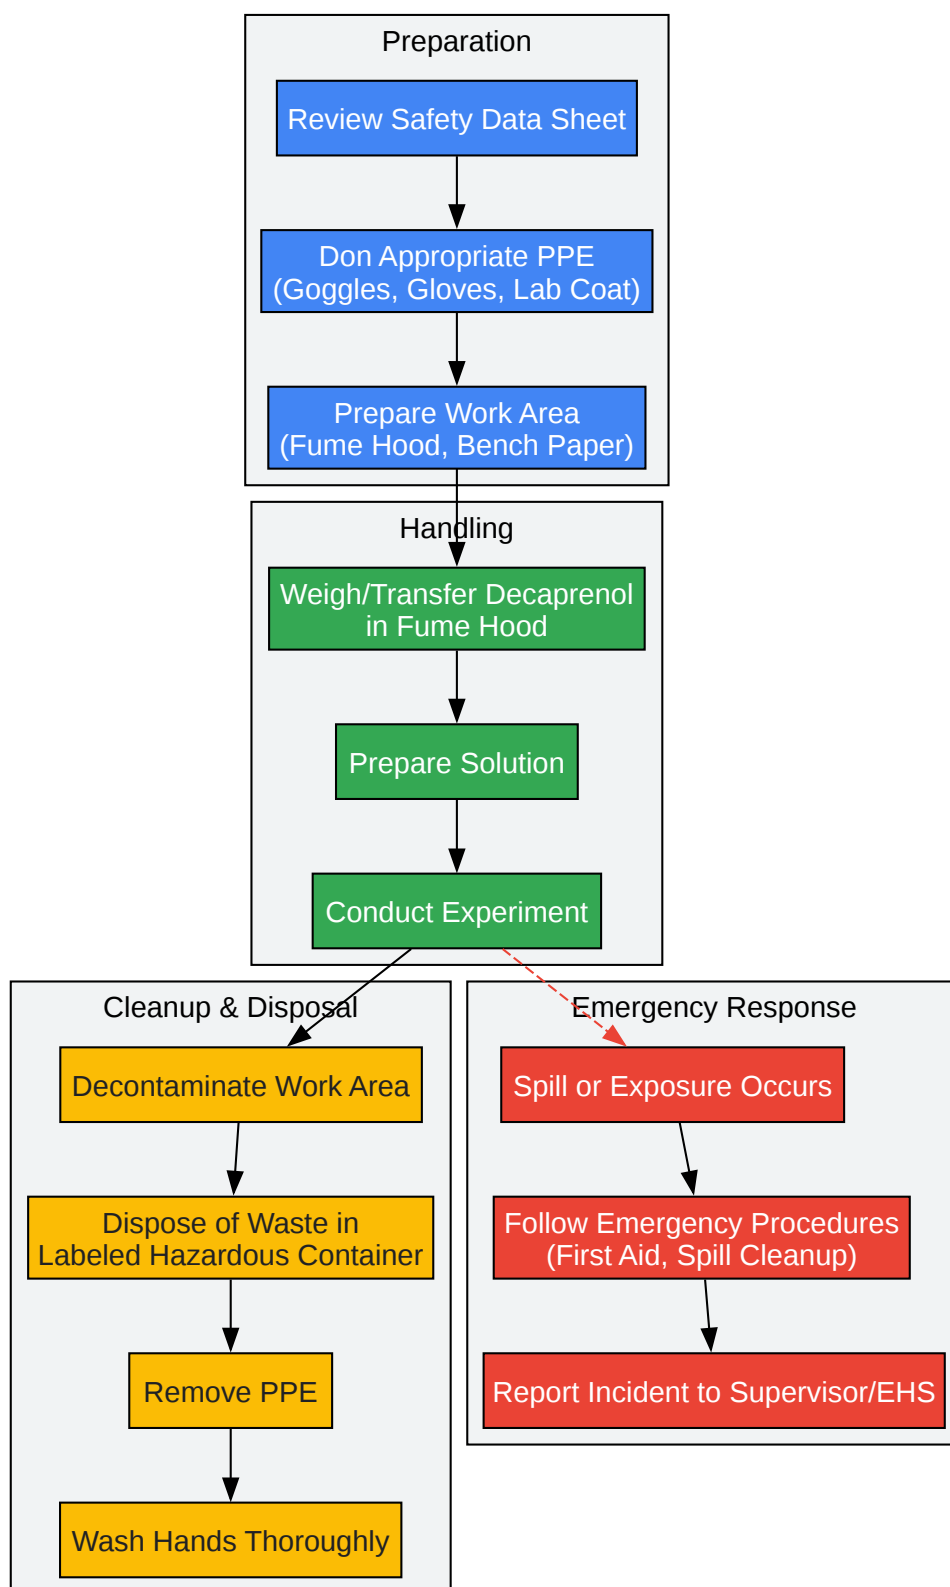 Preparation
Review Safety Data Sheet
Don Appropriate PPE
(Goggles, Gloves, Lab Coat)
Prepare Work Area
(Fume Hood, Bench Paper)
Handling
Weigh/Transfer Decaprenol
in Fume Hood
Prepare Solution
Conduct Experiment
Cleanup & Disposal
Decontaminate Work Area
Dispose of Waste in
Labeled Hazardous Container
Remove PPE
Wash Hands Thoroughly
Emergency Response
Spill or Exposure Occurs
Follow Emergency Procedures
(First Aid, Spill Cleanup)
Report Incident to Supervisor/EHS